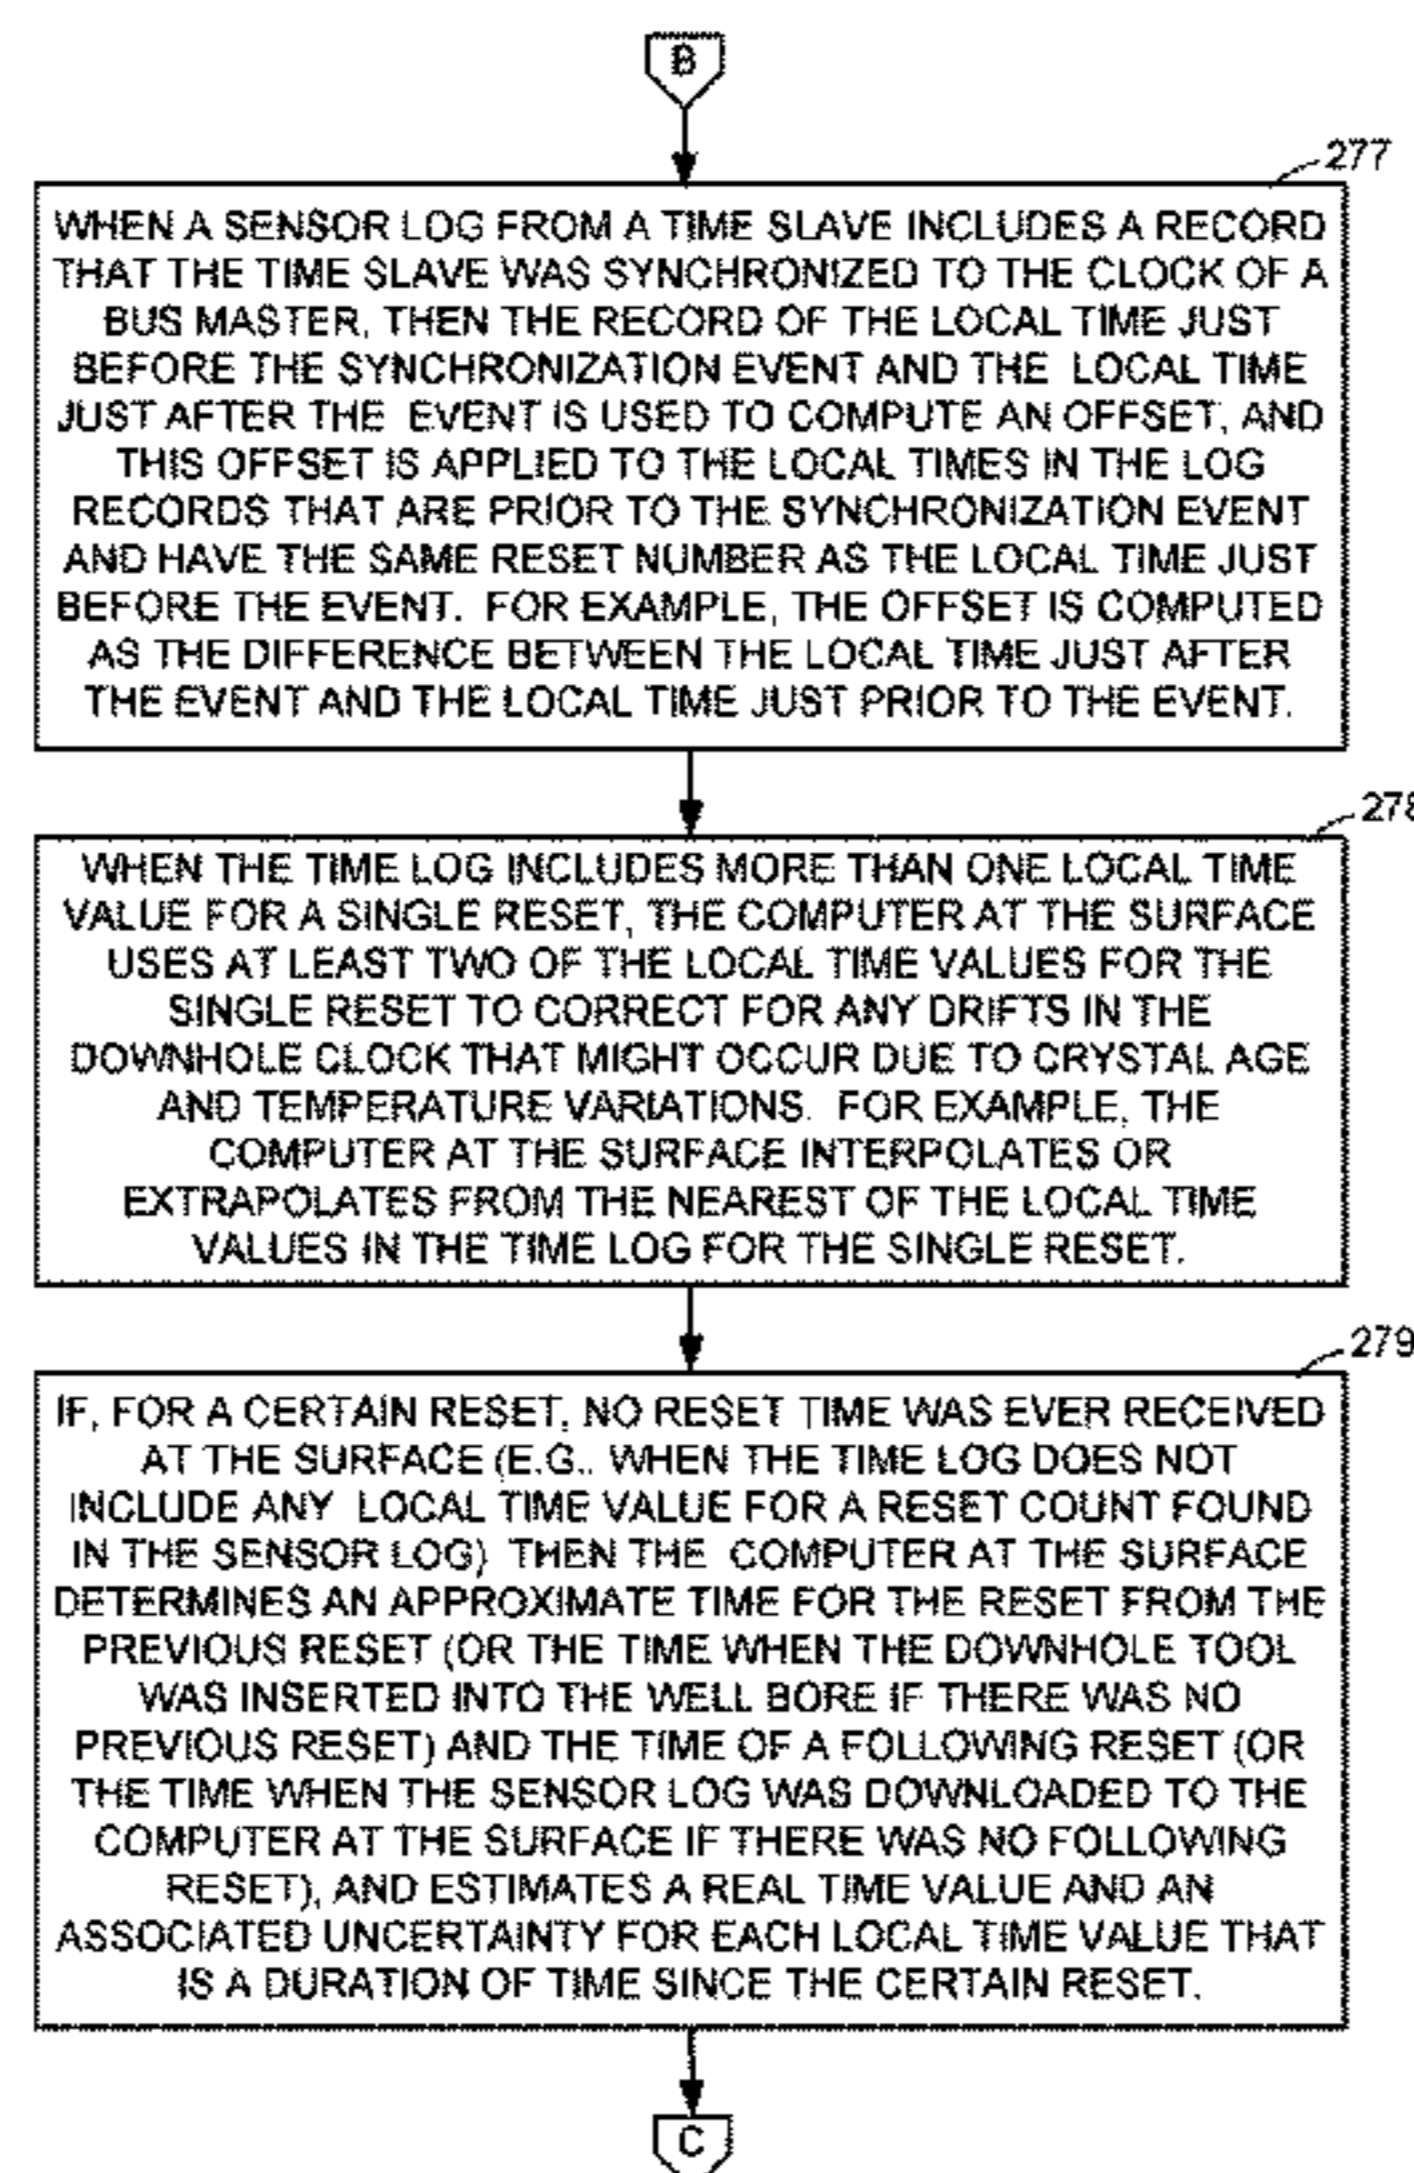 B
277
WHEN A SENSOR LOG FROM A TIME SLAVE INCLUDES A RECORD
THAT THE TIME SLAVE WAS SYNCHRONIZED TO THE CLOCK OF A
BUS MASTER, THEN THE RECORD OF THE LOCAL TIME JUST
BEFORE THE SYNCHRONIZATION EVENT AND THE LOCAL TIME
JUST AFTER THE EVENT IS USED TO COMPUTE AN OFFSET, AND
THIS OFFSET IS APPLIED TO THE LOCAL TIMES IN THE LOG
RECORDS THAT ARE PRIOR TO THE SYNCHRONIZATION EVENT
AND HAVE THE SAME RESET NUMBER AS THE LOCAL TIME JUST
BEFORE THE EVENT. FOR EXAMPLE, THE OFFSET IS COMPUTED
AS THE DIFFERENCE BETWEEN THE LOCAL TIME JUST AFTER
THE EVENT AND THE LOCAL TIME JUST PRIOR TO THE EVENT.
278
WHEN THE TIME LOG INCLUDES MORE THAN ONE LOCAL TIME
VALUE FOR A SINGLE RESET, THE COMPUTER AT THE SURFACE
USES AT LEAST TWO OF THE LOCAL TIME VALUES FOR THE
SINGLE RESET TO CORRECT FOR ANY DRIFTS IN THE
DOWNHOLE CLOCK THAT MIGHT OCCUR DUE TO CRYSTAL AGE
AND TEMPERATURE VARIATIONS. FOR EXAMPLE, THE
COMPUTER AT THE SURFACE INTERPOLATES OR
EXTRAPOLATES FROM THE NEAREST OF THE LOCAL TIME
VALUES IN THE TIME LOG FOR THE SINGLE RESET.
279
IF, FOR A CERTAIN RESET, NO RESET TIME WAS EVER RECEIVED
AT THE SURFACE (E.G., WHEN THE TIME LOG DOES NOT
INCLUDE ANY LOCAL TIME VALUE FOR A RESET COUNT FOUND
IN THE SENSOR LOG) THEN THE COMPUTER AT THE SURFACE
DETERMINES AN APPROXIMATE TIME FOR THE RESET FROM THE
PREVIOUS RESET (OR THE TIME WHEN THE DOWNHOLE TOOL
WAS INSERTED INTO THE WELL BORE IF THERE WAS NO
PREVIOUS RESET) AND THE TIME OF A FOLLOWING RESET (OR
THE TIME WHEN THE SENSOR LOG WAS DOWNLOADED TO THE
COMPUTER AT THE SURFACE IF THERE WAS NO FOLLOWING
RESET), AND ESTIMATES A REAL TIME VALUE AND AN
ASSOCIATED UNCERTAINTY FOR EACH LOCAL TIME VALUE THAT
IS A DURATION OF TIME SINCE THE CERTAIN RESET.
C